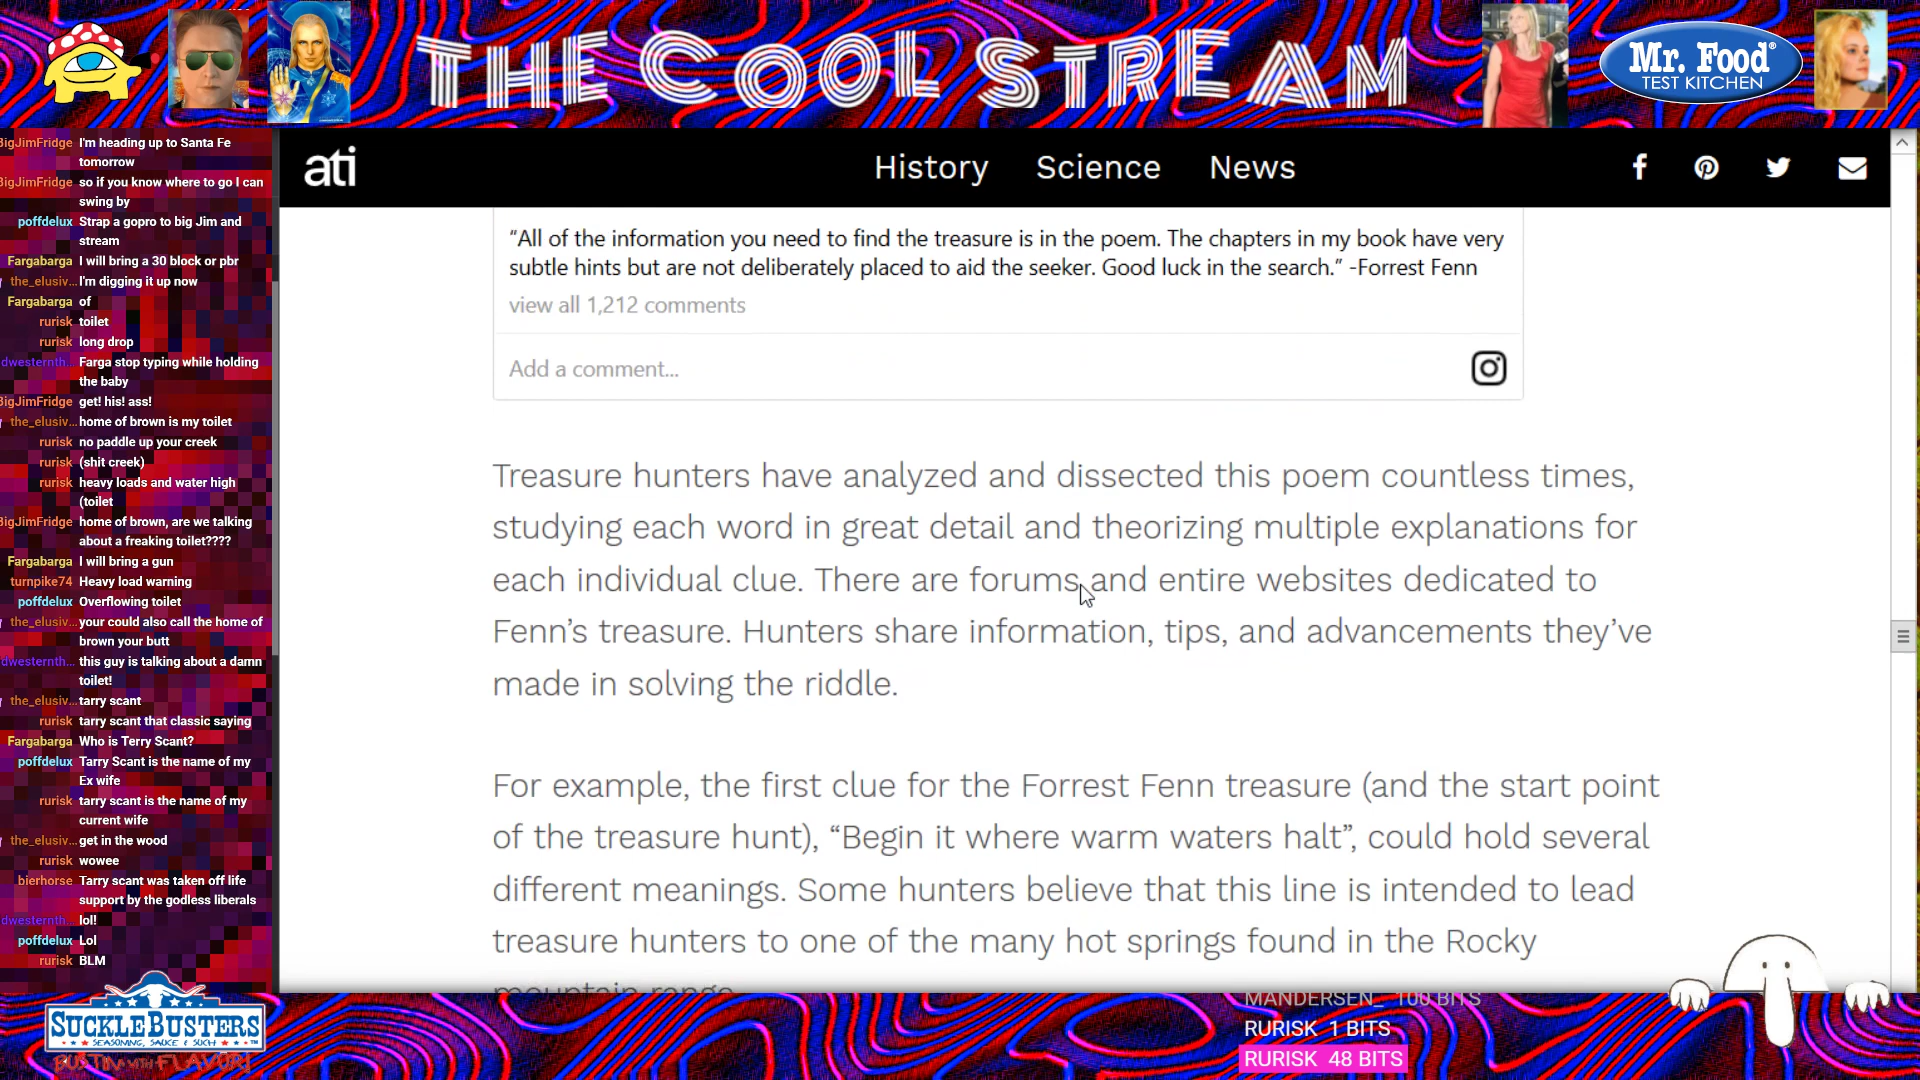 THE COOL STREAM
Mr. Food®
TEST KITCHEN
BigJimFridge I'm heading up to Santa Fe
tomorrow
BigJimFridge so if you know where to go I can
swing by
poffdelux Strap a gopro to big Jim and
stream
Fargabarga I will bring a 30 block or pbr
the_elusiv... I'm digging it up now
Fargabarga of
rurisk toilet
rurisk long drop
dwesternth... Farga stop typing while holding
the baby
BigJimFridge get! his! ass!
the_elusiv... home of brown is my toilet
rurisk no paddle up your creek
rurisk (shit creek)
rurisk heavy loads and water high
(toilet
BigJimFridge home of brown, are we talking
about a freaking toilet????
Fargabarga I will bring a gun
turnpike74 Heavy load warning
poffdelux Overflowing toilet
the_elusiv... your could also call the home of
brown your butt
dwesternth... this guy is talking about a damn
toilet!
the_elusiv... tarry scant
rurisk tarry scant that classic saying
Fargabarga Who is Terry Scant?
poffdelux Tarry Scant is the name of my
Ex wife
rurisk tarry scant is the name of my
current wife
the_elusiv... get in the wood
rurisk wowee
bierhorse Tarry scant was taken off life
support by the godless liberals
dwesternth... lol!
poffdelux Lol
rurisk BLM
ati
History Science News
“All of the information you need to find the treasure is in the poem. The chapters in my book have very
subtle hints but are not deliberately placed to aid the seeker. Good luck in the search.” -Forrest Fenn
view all 1,212 comments
Add a comment...
Treasure hunters have analyzed and dissected this poem countless times,
studying each word in great detail and theorizing multiple explanations for
each individual clue. There are forums and entire websites dedicated to
Fenn’s treasure. Hunters share information, tips, and advancements they’ve
made in solving the riddle.
For example, the first clue for the Forrest Fenn treasure (and the start point
of the treasure hunt), “Begin it where warm waters halt”, could hold several
different meanings. Some hunters believe that this line is intended to lead
treasure hunters to one of the many hot springs found in the Rocky
mountain range.
SUCKLEBUSTERS
SEASONING, SAUCE & SUCH
BUSTIN WITH FLAVOR!
MANDERSEN_ 100 BITS
RURISK 1 BITS
RURISK 48 BITS